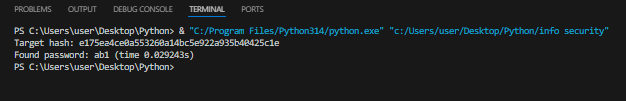 PROBLEMS OUTPUT DEBUG CONSOLE TERMINAL PORTS
PS C:\Users\user\Desktop\Python> & "C:/Program Files/Python314/python.exe" "c:/Users/user/Desktop/Python/info security"
Target hash: e175ea4ce0a553260a14bc5e922a935b40425c1e
Found password: ab1 (time 0.029243s)
PS C:\Users\user\Desktop\Python>